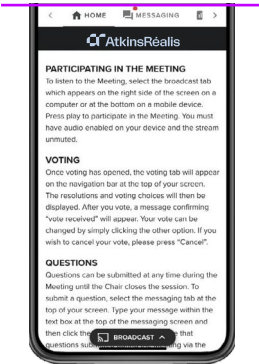 HOME MESSAGING
AtkinsRéalis
PARTICIPATING IN THE MEETING
To listen to the Meeting, select the broadcast tab
which appears on the right side of the screen on a
computer or at the bottom on a mobile device.
Press play to participate in the Meeting. You must
have audio enabled on your device and the stream
unmuted.
VOTING
Once voting has opened, the voting tab will appear
on the navigation bar at the top of your screen.
The resolutions and voting choices will then be
displayed. After you vote, a message confirming
"vote received" will appear. Your vote can be
changed by simply clicking the other option. If you
wish to cancel your vote, please press "Cancel".
QUESTIONS
Questions can be submitted at any time during the
Meeting until the Chair closes the session. To
submit a question, select the messaging tab at the
top of your screen. Type your message within the
text box at the top of the messaging screen and
then click the
BROADCAST
that
questions
via the